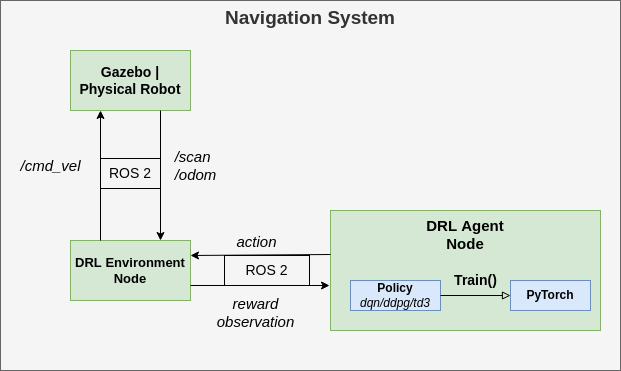 Navigation System
Gazebo |
Physical Robot
/cmd_vel
ROS 2
/scan
/odom
DRL Environment
Node
action
ROS 2
reward
observation
DRL Agent
Node
Policy
dqn/ddpg/td3
Train()
PyTorch